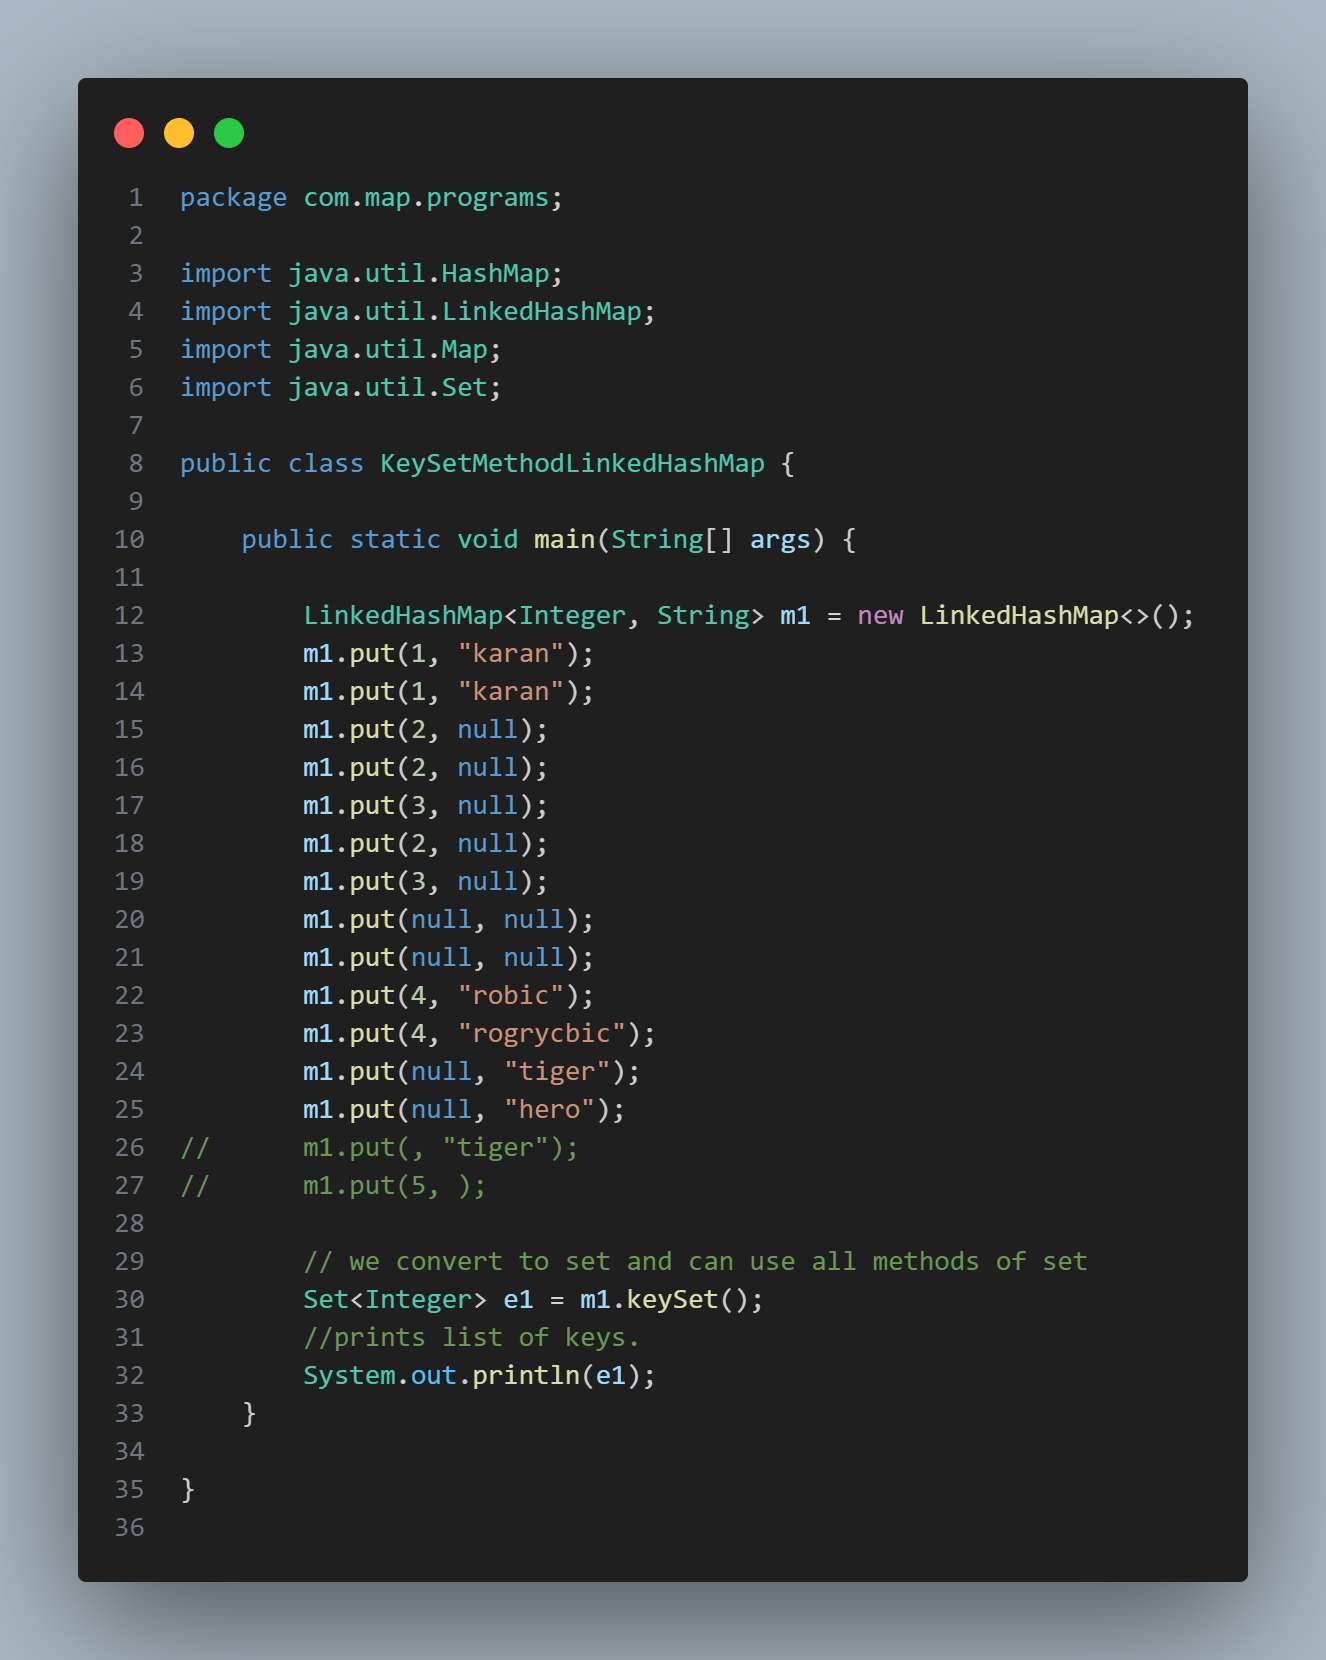 1 package com.map.programs;
2
3 import java.util.HashMap;
4 import java.util.LinkedHashMap;
5 import java.util.Map;
6 import java.util.Set;
7
8 public class KeySetMethodLinkedHashMap {
9
10     public static void main(String[] args) {
11
12         LinkedHashMap<Integer, String> m1 = new LinkedHashMap<>();
13         m1.put(1, "karan");
14         m1.put(1, "karan");
15         m1.put(2, null);
16         m1.put(2, null);
17         m1.put(3, null);
18         m1.put(2, null);
19         m1.put(3, null);
20         m1.put(null, null);
21         m1.put(null, null);
22         m1.put(4, "robic");
23         m1.put(4, "rogrycbic");
24         m1.put(null, "tiger");
25         m1.put(null, "hero");
26 //      m1.put(, "tiger");
27 //      m1.put(5, );
28
29         // we convert to set and can use all methods of set
30         Set<Integer> e1 = m1.keySet();
31         //prints list of keys.
32         System.out.println(e1);
33     }
34
35 }
36